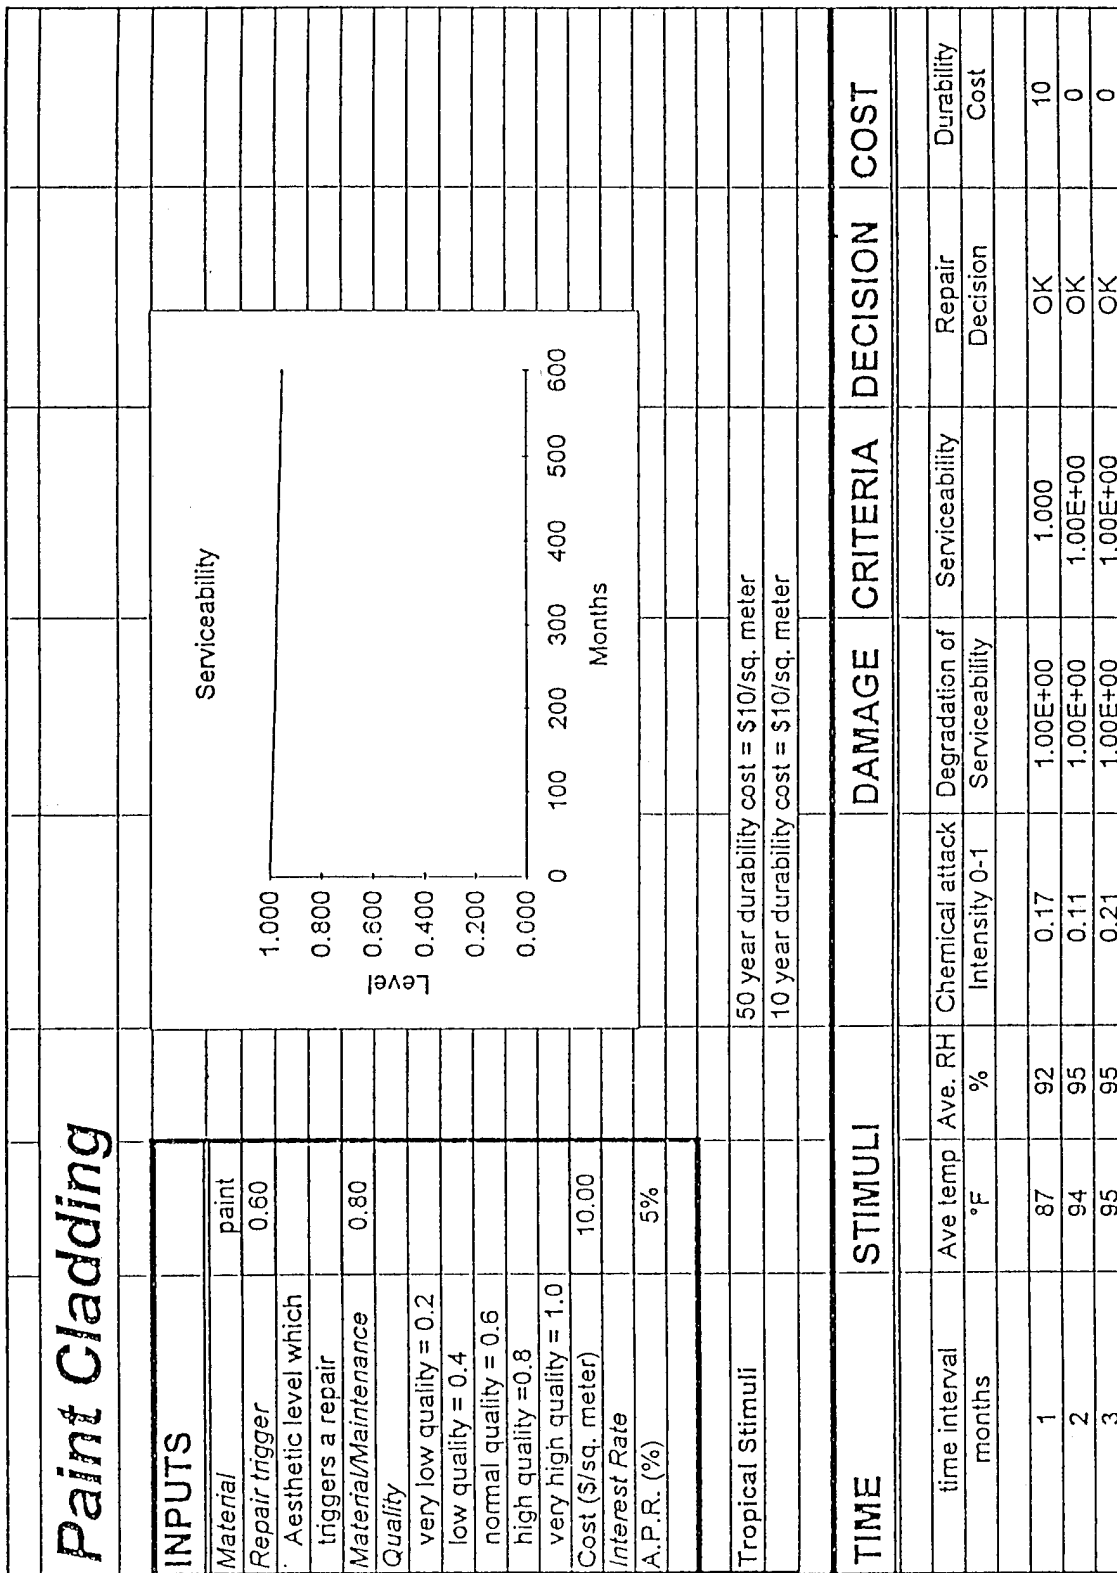 Paint Cladding
INPUTS
Material paint
Repair trigger 0.60
Aesthetic level which
triggers a repair
Material/Maintenance 0.80
Quality
very low quality = 0.2
low quality = 0.4
normal quality = 0.6
high quality =0.8
very high quality = 1.0
Cost ($/sq. meter) 10.00
Interest Rate
A.P.R. (%) 5%
Serviceability
Level
1.000
0.800
0.600
0.400
0.200
0.000
0 100 200 300 400 500 600
Months
Tropical Stimuli 50 year durability cost = $10/sq. meter
10 year durability cost = $10/sq. meter
TIME STIMULI DAMAGE CRITERIA DECISION COST
time interval Ave temp Ave. RH Chemical attack Degradation of Serviceability Repair Durability
months °F % Intensity 0-1 Serviceability Decision Cost
1 87 92 0.17 1.00E+00 1.000 OK 10
2 94 95 0.11 1.00E+00 1.00E+00 OK 0
3 95 95 0.21 1.00E+00 1.00E+00 OK 0